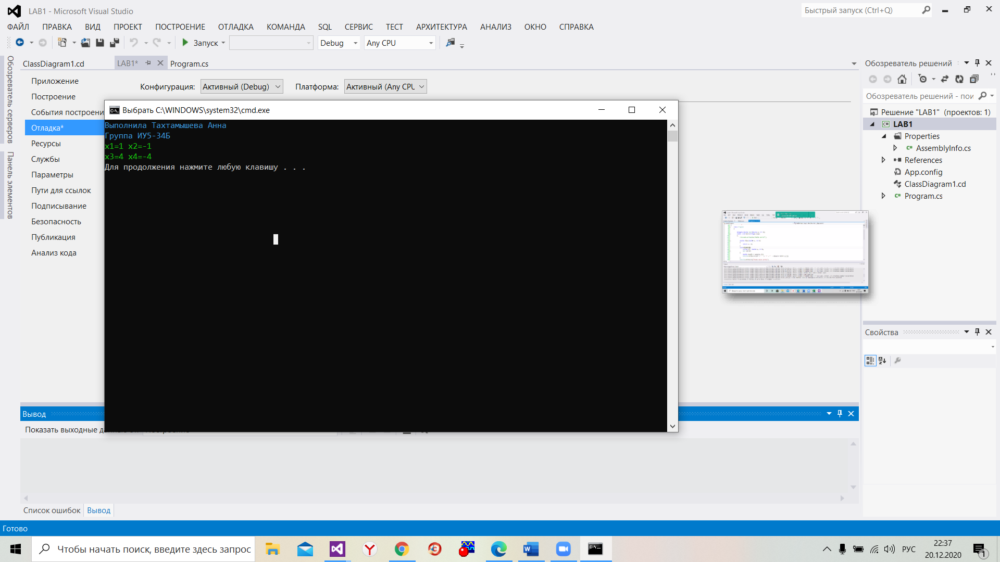 LAB1 - Microsoft Visual Studio
Быстрый запуск (Ctrl+Q)
ФАЙЛ ПРАВКА ВИД ПРОЕКТ ПОСТРОЕНИЕ ОТЛАДКА КОМАНДА SQL СЕРВИС ТЕСТ АРХИТЕКТУРА АНАЛИЗ ОКНО СПРАВКА
Запуск Debug Any CPU
Обозреватель серверов
Панель элементов
ClassDiagram1.cd LAB1* Program.cs
Приложение
Построение
События построени
Отладка*
Ресурсы
Службы
Параметры
Пути для ссылок
Подписывание
Безопасность
Публикация
Анализ кода
Конфигурация: Активный (Debug) Платформа: Активный (Any CPU
Выбрать C:\WINDOWS\system32\cmd.exe
Выполнила Тахтамышева Анна
Группа ИУ5-34Б
x1=1 x2=-1
x3=4 x4=-4
Для продолжения нажмите любую клавишу . . .
Обозреватель решений
Обозреватель решений - пои
Решение "LAB1" (проектов: 1)
LAB1
Properties
AssemblyInfo.cs
References
App.config
ClassDiagram1.cd
Program.cs
Свойства
Вывод
Показать выходные
Список ошибок Вывод
Готово
Чтобы начать поиск, введите здесь запрос
РУС
22:37
20.12.2020
1